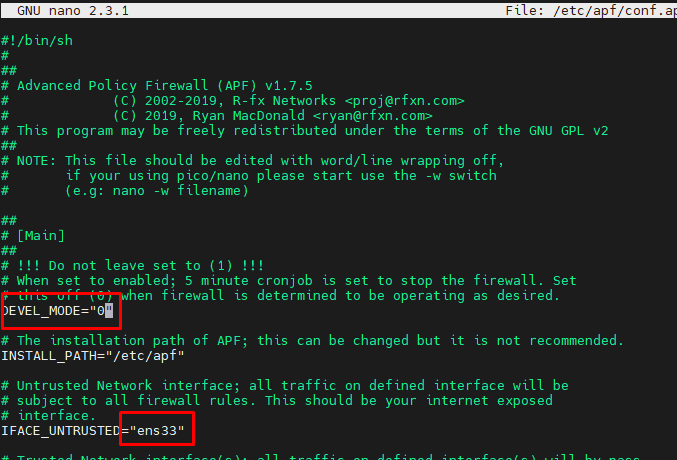 GNU nano 2.3.1 File: /etc/apf/conf.ap
#!/bin/sh
#
##
# Advanced Policy Firewall (APF) v1.7.5
# (C) 2002-2019, R-fx Networks <proj@rfxn.com>
# (C) 2019, Ryan MacDonald <ryan@rfxn.com>
# This program may be freely redistributed under the terms of the GNU GPL v2
##
# NOTE: This file should be edited with word/line wrapping off,
# if your using pico/nano please start use the -w switch
# (e.g: nano -w filename)
##
# [Main]
##
# !!! Do not leave set to (1) !!!
# When set to enabled; 5 minute cronjob is set to stop the firewall. Set
# this off (0) when firewall is determined to be operating as desired.
DEVEL_MODE="0"
# The installation path of APF; this can be changed but it is not recommended.
INSTALL_PATH="/etc/apf"
# Untrusted Network interface; all traffic on defined interface will be
# subject to all firewall rules. This should be your internet exposed
# interface.
IFACE_UNTRUSTED="ens33"
# Trusted Network interface(s); all traffic on defined interface(s) will by pass